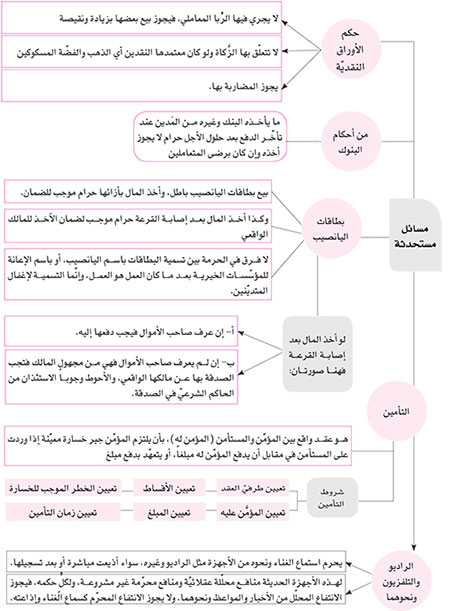 حكم
الأوراق
النقديّة
لا يجري فيها الرِّبا المعاملي، فيجوز بيع بعضها بزيادة ونقيصة
لا تتعلّق بها الزّكاة ولو كان معتمدها النقدين أي الذهب والفضّة المسكوكين
يجوز المضاربة بها.
من أحكام
البنوك
ما يأخذه البنك وغيره من المَدين عند
تأخّر الدفع بعد حلول الأجل حرام لا يجوز
أخذه وإن كان برضى المتعاملين
مسائل
مستحدثة
بطاقات
اليانصيب
بيع بطاقات اليانصيب باطل، وأخذ المال بأزائها حرام موجب للضمان.
وكذا أخذ المال بعد إصابة القرعة حرام موجب لضمان الآخذ للمالك
الواقعي
لا فرق في الحرمة بين تسمية البطاقات باسم اليانصيب، أو باسم الإعانة
للمؤسّسات الخيرية بعد ما كان العمل هو العمل، وإنّما التسمية لإغفال
المتديّنين.
لو أخذ المال بعد
إصابة القرعة
فهنا صورتان:
أ- إن عرف صاحب الأموال فيجب دفعها إليه.
ب- إن لم يعرف صاحب الأموال فهي من مجهول المالك فتجب
الصدقة بها عن مالكها الواقعي، والأحوط وجوباً الاستئذان من
الحاكم الشرعيّ في الصدقة.
التأمين
هو عقد واقع بين المؤمّن والمستأمن (المؤمن له)، بأن يلتزم المؤمّن جبر خسارة معيّنة إذا وردت
على المستأمن في مقابل أن يدفع المؤمّن له مبلغاً، أو يتعهّد بدفع مبلغ
شروط
التأمين
تعيين طرفيْ العقد
تعيين الأقساط
تعيين الخطر الموجب للخسارة
تعيين المؤمَّن عليه
تعيين المبلغ
تعيين زمان التأمين
الراديو
والتلفزيون
ونحوهما
يحرم استماع الغناء ونحوه من الأجهزة مثل الراديو وغيره، سواء أذيعت مباشرة أو بعد تسجيلها.
لهذه الأجهزة الحديثة منافع محلّلة عقلائيّة ومنافع محرّمة غير مشروعة، ولكلٍّ حكمه، فيجوز
الانتفاع المحلّل من الأخبار والمواعظ ونحوهما، ولا يجوز الانتفاع المحرّم كسماع الغناء وإذاعته.